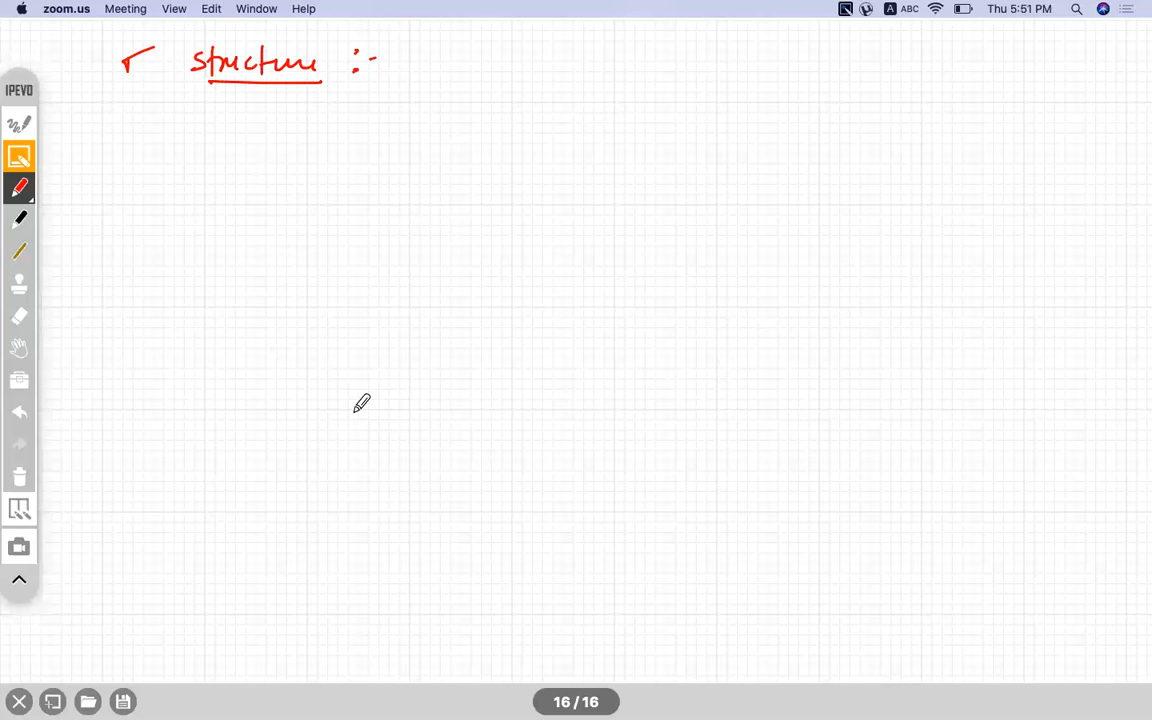 zoom.us Meeting View Edit Window Help A ABC Thu 5:51 PM
structure :-
IPEVO
16 / 16